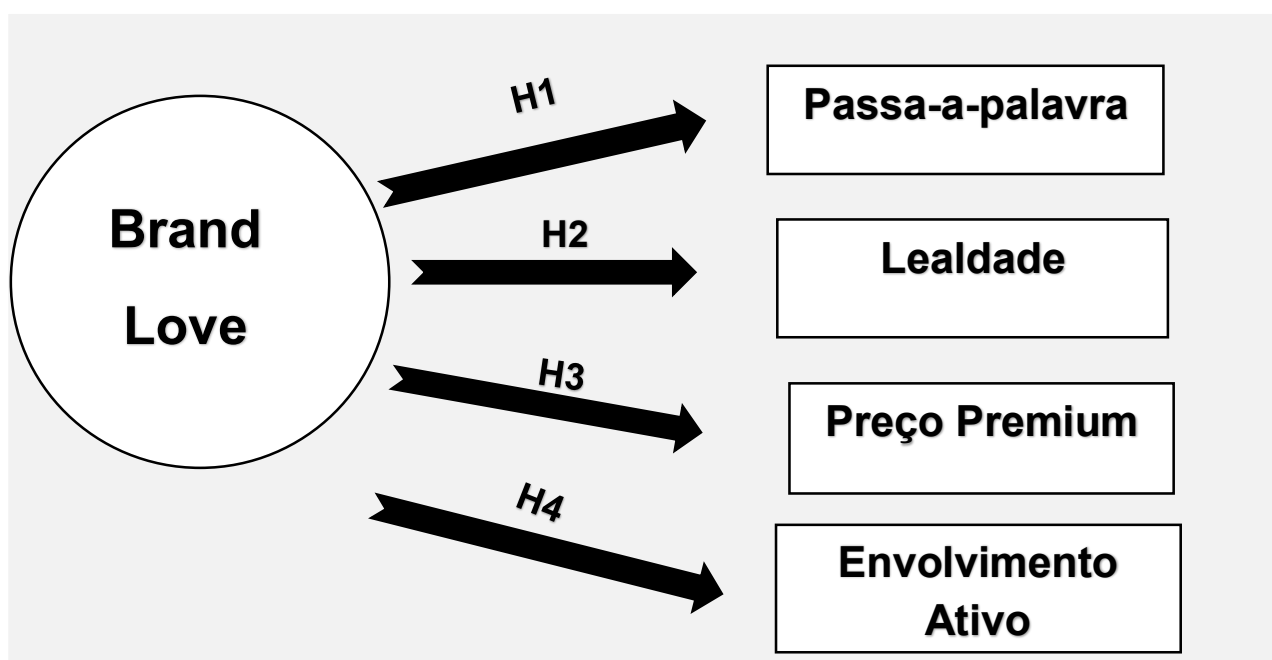 Brand
Love
H1
Passa-a-palavra
H2
Lealdade
H3
Preço Premium
H4
Envolvimento
Ativo